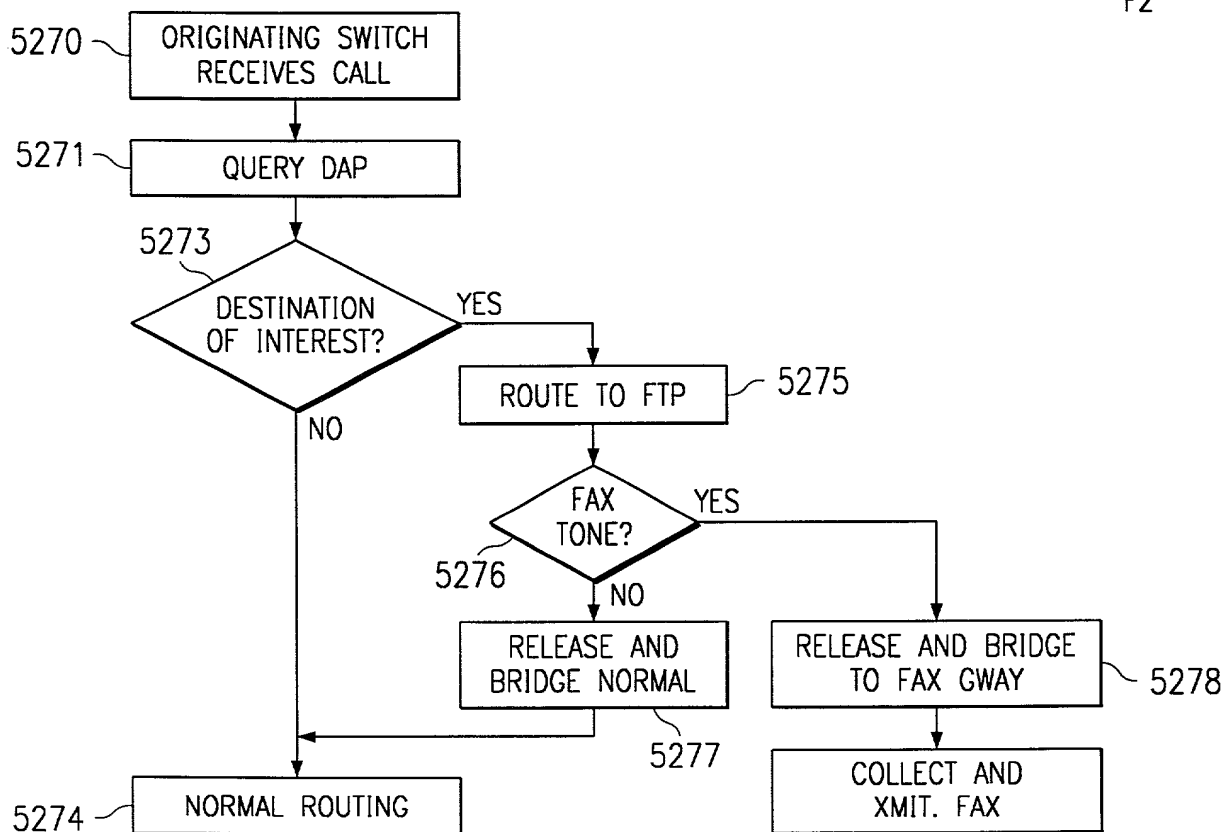 F2
5270
ORIGINATING SWITCH
RECEIVES CALL
5271
QUERY DAP
5273
DESTINATION
OF INTEREST?
YES
NO
ROUTE TO FTP
5275
FAX
TONE?
YES
5276
NO
RELEASE AND
BRIDGE NORMAL
5277
RELEASE AND BRIDGE
TO FAX GWAY
5278
5274
NORMAL ROUTING
COLLECT AND
XMIT. FAX